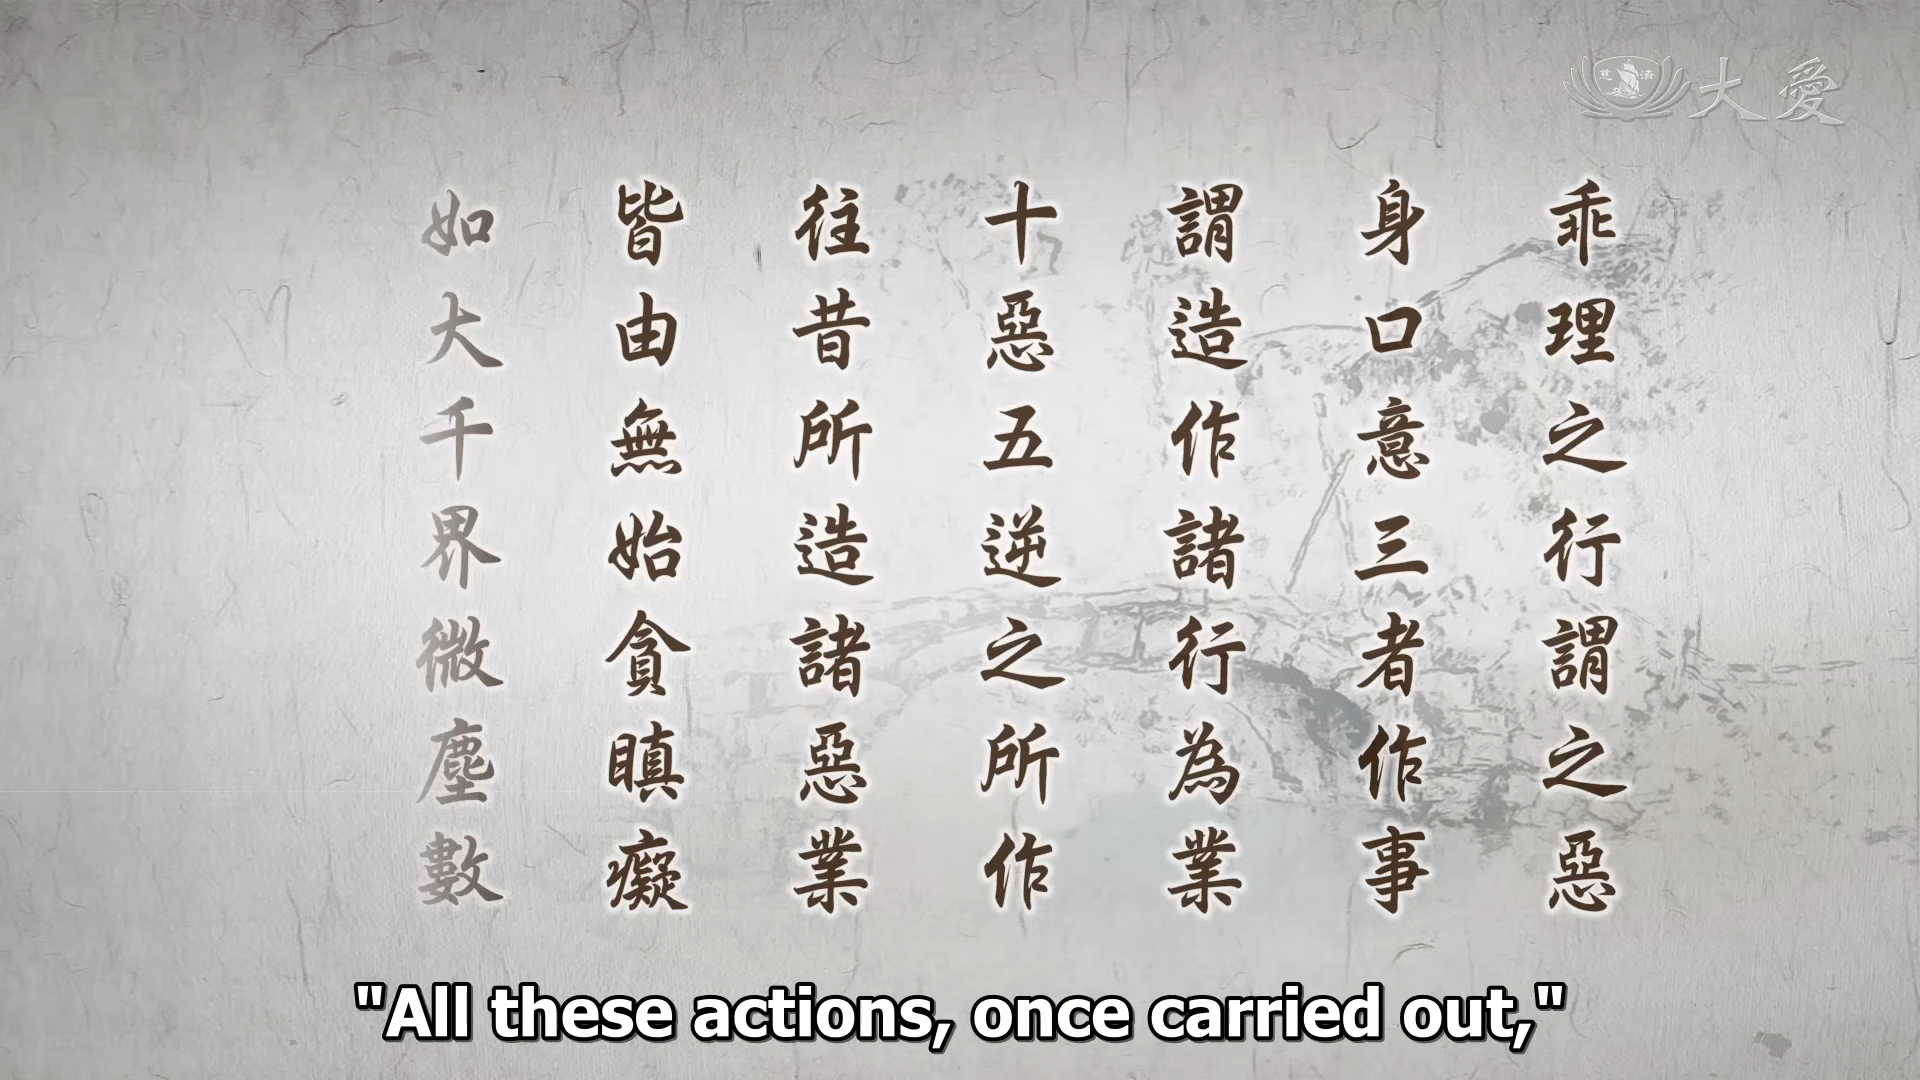 大愛
慈濟
乖理之行謂之惡
身口意三者作事
謂造作諸行為業
十惡五逆之所作
往昔所造諸惡業
皆由無始貪瞋癡
如大千界微塵數
"All these actions, once carried out,"